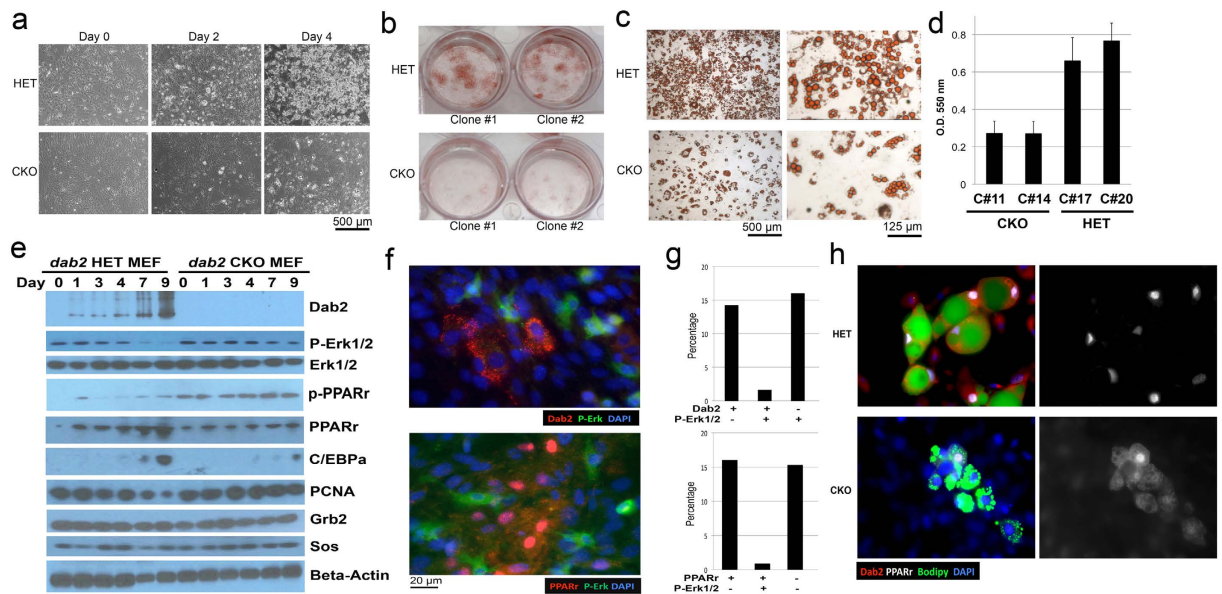 a
Day 0 Day 2 Day 4
HET
CKO
500 µm
b
HET
Clone #1 Clone #2
CKO
Clone #1 Clone #2
c
HET
CKO
500 µm 125 µm
d
O.D. 550 nm
0.8
0.6
0.4
0.2
0
C#11 C#14 C#17 C#20
CKO HET
e
dab2 HET MEF dab2 CKO MEF
Day 0 1 3 4 7 9 0 1 3 4 7 9
Dab2
P-Erk1/2
Erk1/2
p-PPARr
PPARr
C/EBPa
PCNA
Grb2
Sos
Beta-Actin
f
Dab2 P-Erk DAPI
20 µm
PPARr P-Erk DAPI
g
Percentage
20
15
10
5
0
Dab2 + + -
P-Erk1/2 - + +
Percentage
20
15
10
5
0
PPARr + + -
P-Erk1/2 - + -
h
HET
CKO
Dab2 PPARr Bodipy DAPI